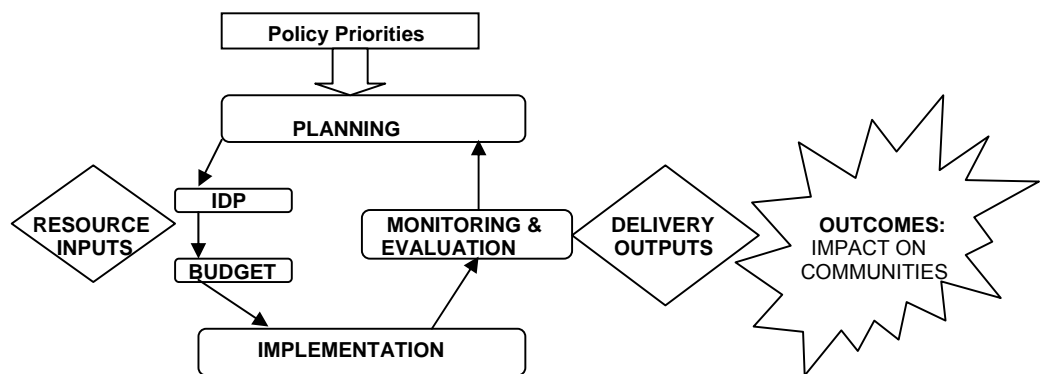 Policy Priorities
PLANNING
IDP
RESOURCE
INPUTS
BUDGET
MONITORING &
EVALUATION
DELIVERY
OUTPUTS
OUTCOMES:
IMPACT ON
COMMUNITIES
IMPLEMENTATION